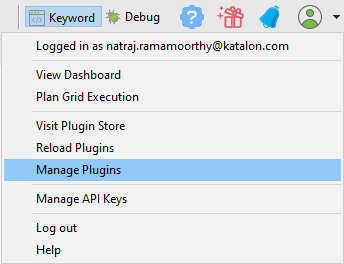 Keyword Debug
Logged in as natraj.ramamoorthy@katalon.com
View Dashboard
Plan Grid Execution
Visit Plugin Store
Reload Plugins
Manage Plugins
Manage API Keys
Log out
Help